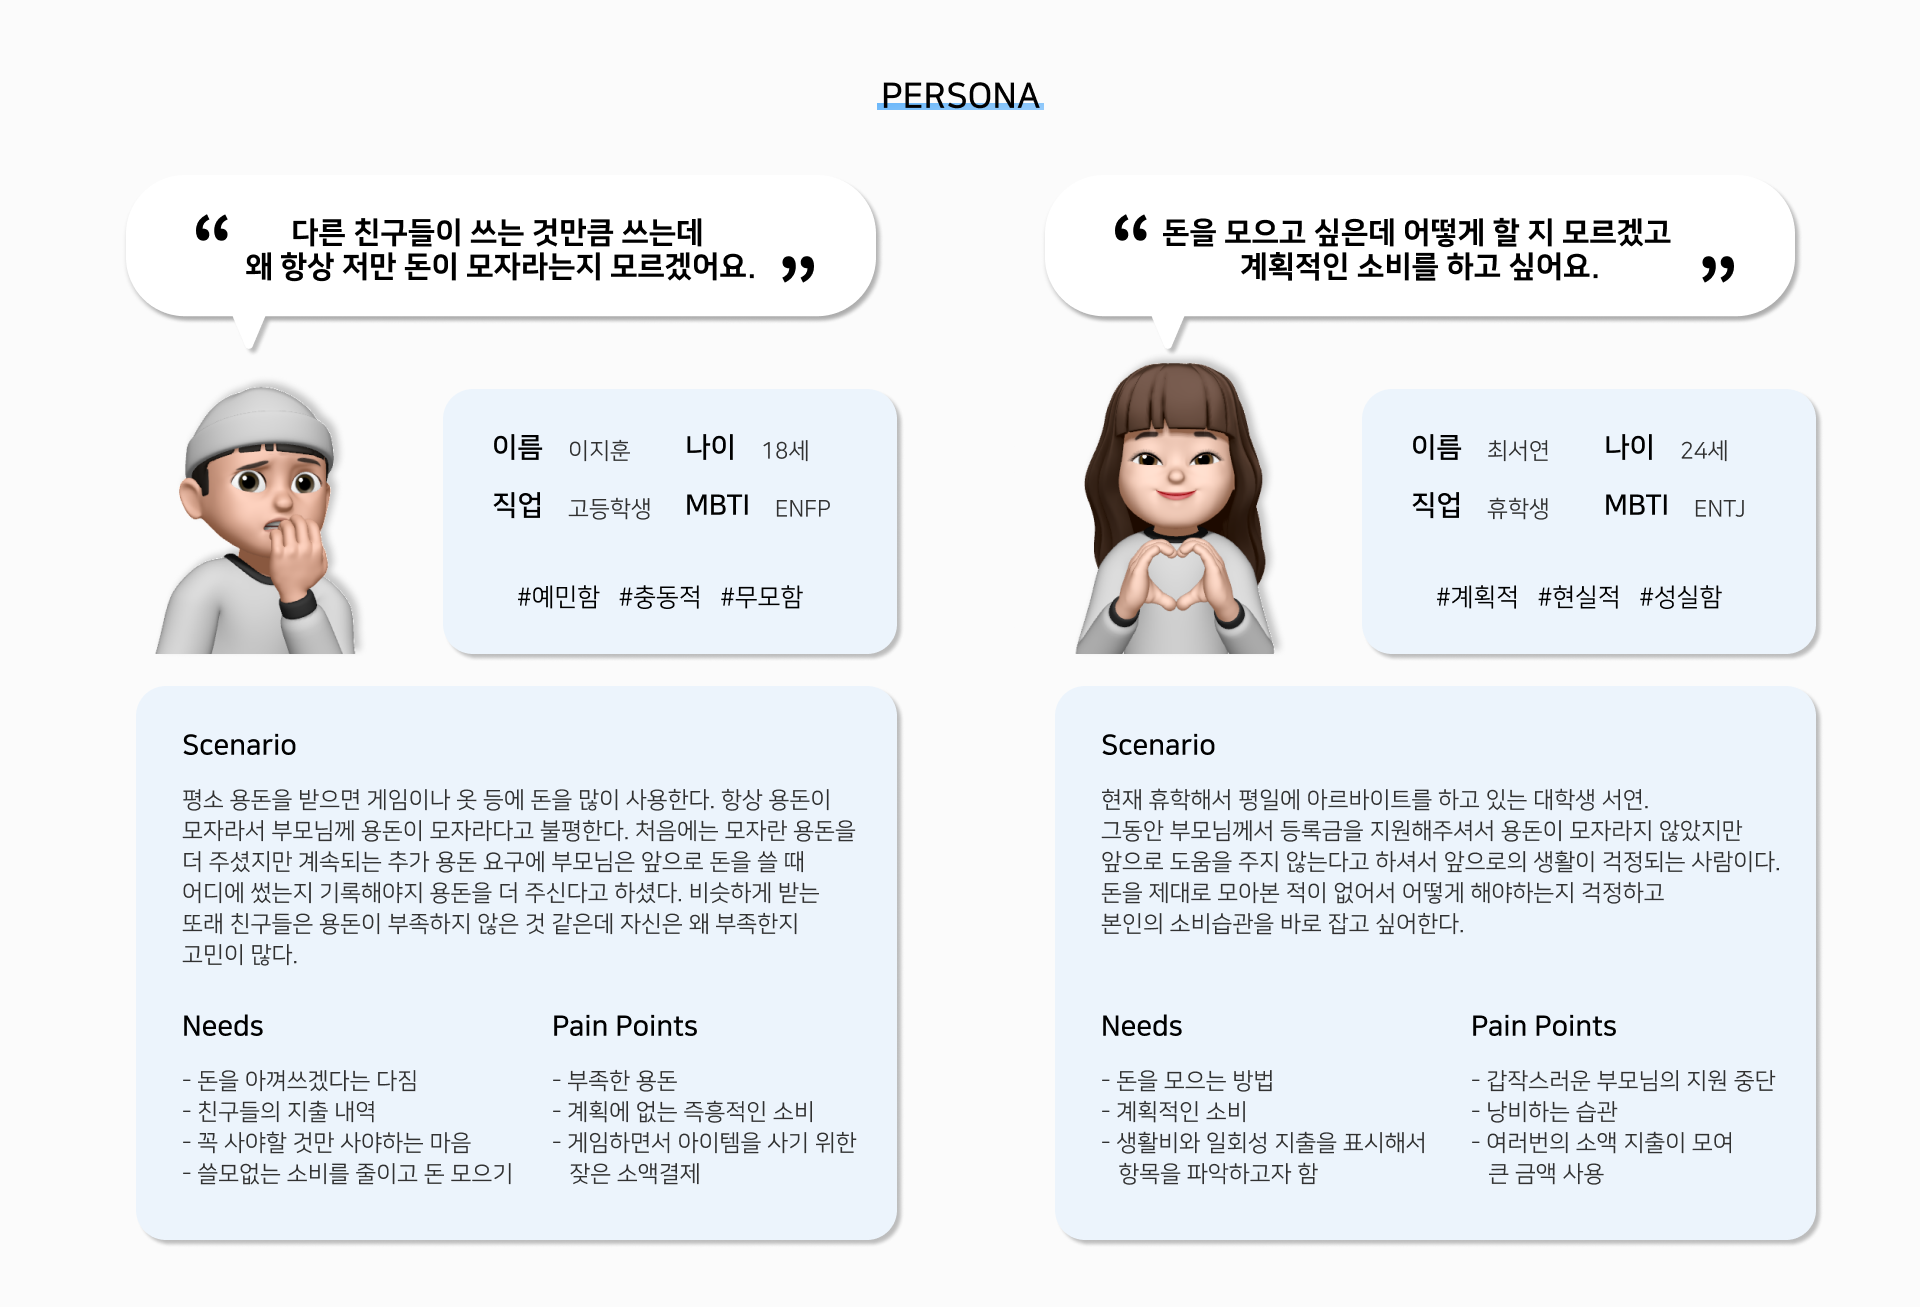 PERSONA
“ 다른 친구들이 쓰는 것만큼 쓰는데
왜 항상 저만 돈이 모자라는지 모르겠어요. ”
이름 이지훈 나이 18세
직업 고등학생 MBTI ENFP
#예민함 #충동적 #무모함
Scenario
평소 용돈을 받으면 게임이나 옷 등에 돈을 많이 사용한다. 항상 용돈이
모자라서 부모님께 용돈이 모자라다고 불평한다. 처음에는 모자란 용돈을
더 주셨지만 계속되는 추가 용돈 요구에 부모님은 앞으로 돈을 쓸 때
어디에 썼는지 기록해야지 용돈을 더 주신다고 하셨다. 비슷하게 받는
또래 친구들은 용돈이 부족하지 않은 것 같은데 자신은 왜 부족한지
고민이 많다.
Needs
- 돈을 아껴쓰겠다는 다짐
- 친구들의 지출 내역
- 꼭 사야할 것만 사야하는 마음
- 쓸모없는 소비를 줄이고 돈 모으기
Pain Points
- 부족한 용돈
- 계획에 없는 즉흥적인 소비
- 게임하면서 아이템을 사기 위한
잦은 소액결제
“ 돈을 모으고 싶은데 어떻게 할 지 모르겠고
계획적인 소비를 하고 싶어요. ”
이름 최서연 나이 24세
직업 휴학생 MBTI ENTJ
#계획적 #현실적 #성실함
Scenario
현재 휴학해서 평일에 아르바이트를 하고 있는 대학생 서연.
그동안 부모님께서 등록금을 지원해주셔서 용돈이 모자라지 않았지만
앞으로 도움을 주지 않는다고 하셔서 앞으로의 생활이 걱정되는 사람이다.
돈을 제대로 모아본 적이 없어서 어떻게 해야하는지 걱정하고
본인의 소비습관을 바로 잡고 싶어한다.
Needs
- 돈을 모으는 방법
- 계획적인 소비
- 생활비와 일회성 지출을 표시해서
항목을 파악하고자 함
Pain Points
- 갑작스러운 부모님의 지원 중단
- 낭비하는 습관
- 여러번의 소액 지출이 모여
큰 금액 사용